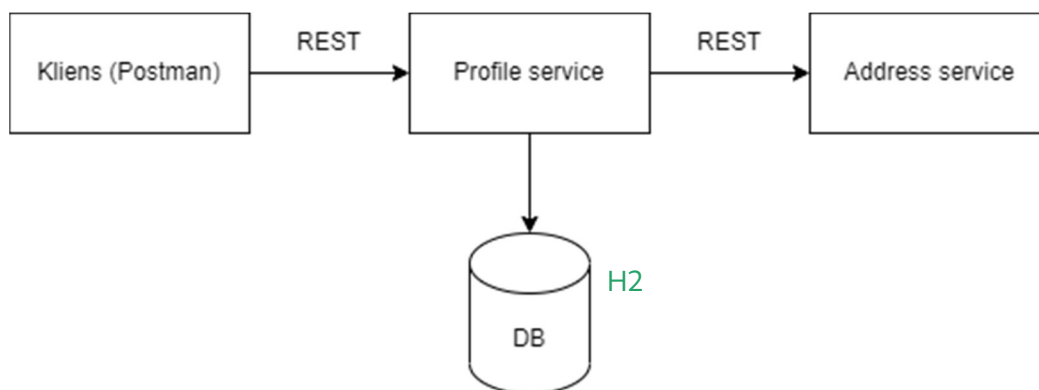 REST
REST
Kliens (Postman)
Profile service
Address service
H2
DB